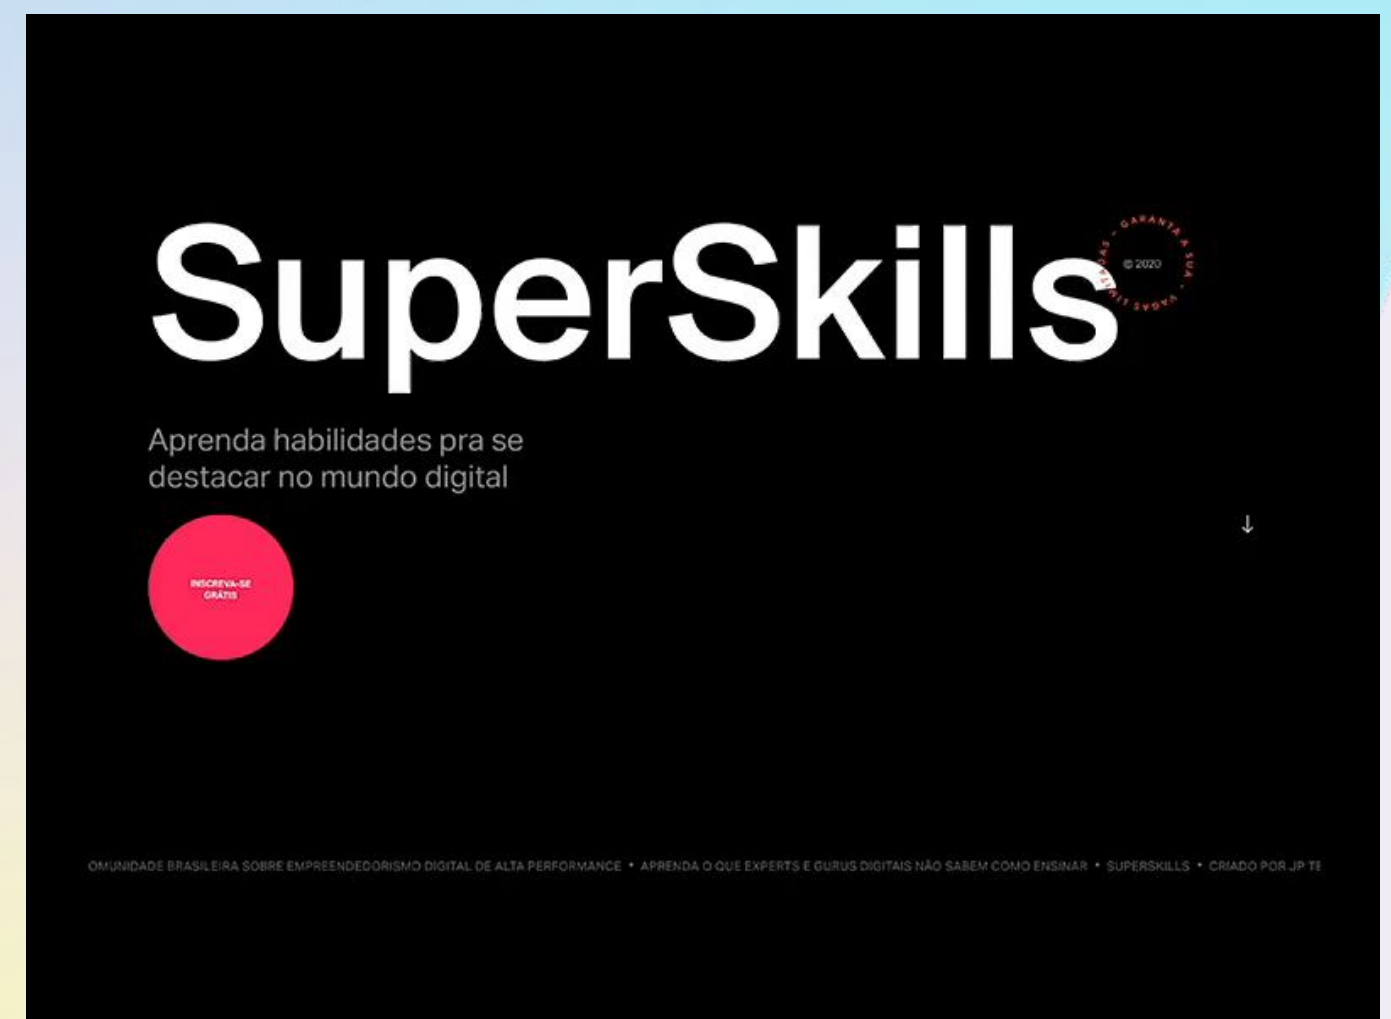 SuperSkills
GARANTA A SUA - VAGAS LIMITADAS -
© 2020
Aprenda habilidades pra se
destacar no mundo digital
INSCREVA-SE
GRÁTIS
OMUNIDADE BRASILEIRA SOBRE EMPREENDEDORISMO DIGITAL DE ALTA PERFORMANCE • APRENDA O QUE EXPERTS E GURUS DIGITAIS NÃO SABEM COMO ENSINAR • SUPERSKILLS • CRIADO POR JP TE